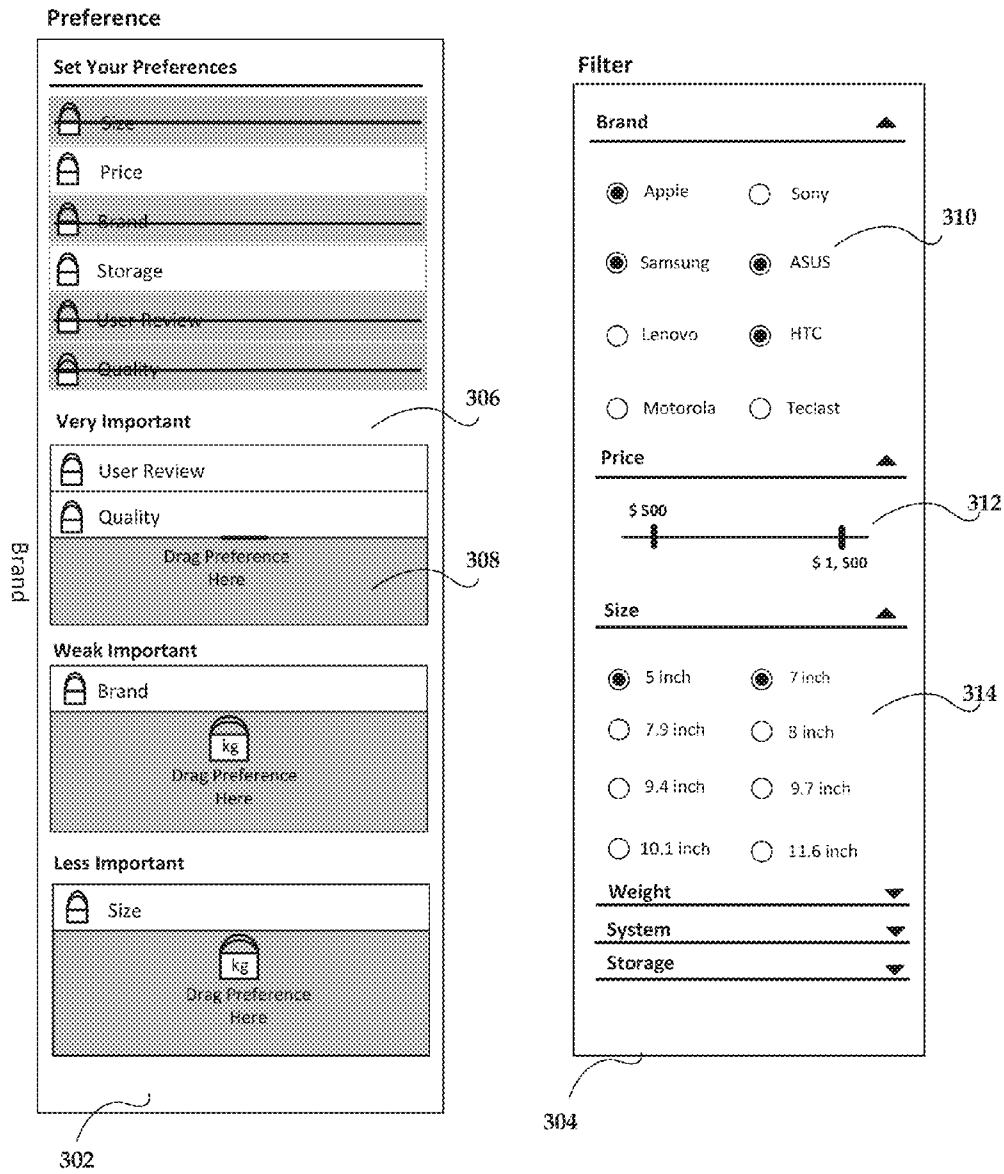 Preference
Set Your Preferences
Size
Price
Brand
Storage
User Review
Quality
306
Very Important
User Review
Quality
Drag Preference
Here
308
Brand
Weak Important
Brand
kg
Drag Preference
Here
Less Important
Size
kg
Drag Preference
Here
302
Filter
Brand
Apple Sony
310
Samsung ASUS
Lenovo HTC
Motorola Teclast
Price
$ 500
312
$ 1, 500
Size
5 inch 7 inch
314
7.9 inch 8 inch
9.4 inch 9.7 inch
10.1 inch 11.6 inch
Weight
System
Storage
304